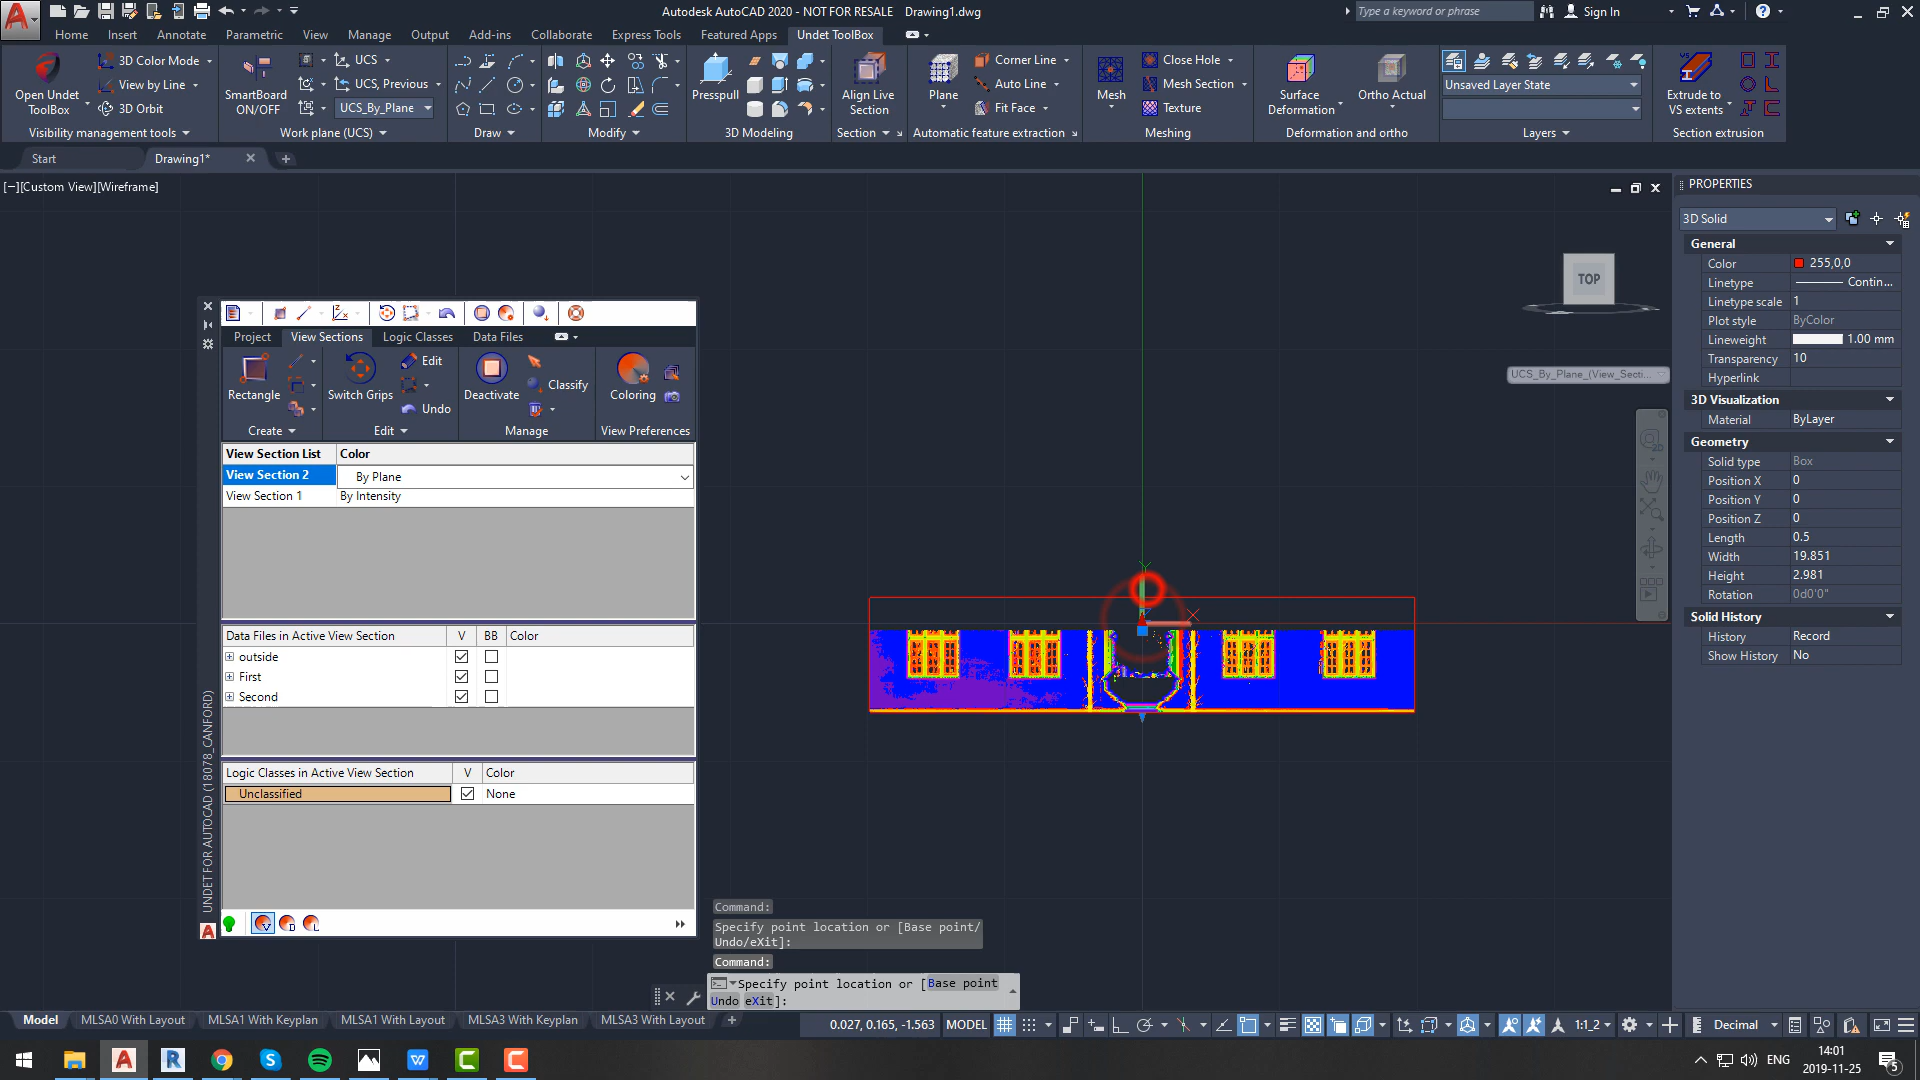 Autodesk AutoCAD 2020 - NOT FOR RESALE Drawing1.dwg
Type a keyword or phrase
Sign In
Home Insert Annotate Parametric View Manage Output Add-ins Collaborate Express Tools Featured Apps Undet ToolBox
Open Undet ToolBox
3D Color Mode
View by Line
3D Orbit
Visibility management tools
SmartBoard ON/OFF
UCS
UCS, Previous
UCS_By_Plane
Work plane (UCS)
Draw
Modify
Presspull
3D Modeling
Align Live Section
Section
Plane
Corner Line
Auto Line
Fit Face
Automatic feature extraction
Mesh
Close Hole
Mesh Section
Texture
Meshing
Surface Deformation
Ortho Actual
Deformation and ortho
Unsaved Layer State
Layers
Extrude to VS extents
Section extrusion
Start
Drawing1*
[−][Custom View][Wireframe]
TOP
UCS_By_Plane_(View_Secti...
Y
X
Project View Sections Logic Classes Data Files
Rectangle
Create
Switch Grips
Edit
Undo
Edit
Deactivate
Classify
Manage
Coloring
View Preferences
View Section List Color
View Section 2 By Plane
View Section 1 By Intensity
Data Files in Active View Section V BB Color
outside
First
Second
Logic Classes in Active View Section V Color
Unclassified None
UNDET FOR AUTOCAD (18078_CANFORD)
Command:
Specify point location or [Base point/
Undo/eXit]:
Command:
Specify point location or [Base point
Undo eXit]:
PROPERTIES
3D Solid
General
Color 255,0,0
Linetype Contin...
Linetype scale 1
Plot style ByColor
Lineweight 1.00 mm
Transparency 10
Hyperlink
3D Visualization
Material ByLayer
Geometry
Solid type Box
Position X 0
Position Y 0
Position Z 0
Length 0.5
Width 19.851
Height 2.981
Rotation 0d0'0"
Solid History
History Record
Show History No
Model MLSA0 With Layout MLSA1 With Keyplan MLSA1 With Layout MLSA3 With Keyplan MLSA3 With Layout
0.027, 0.165, -1.563 MODEL
1:1_2
Decimal
ENG
14:01
2019-11-25
5